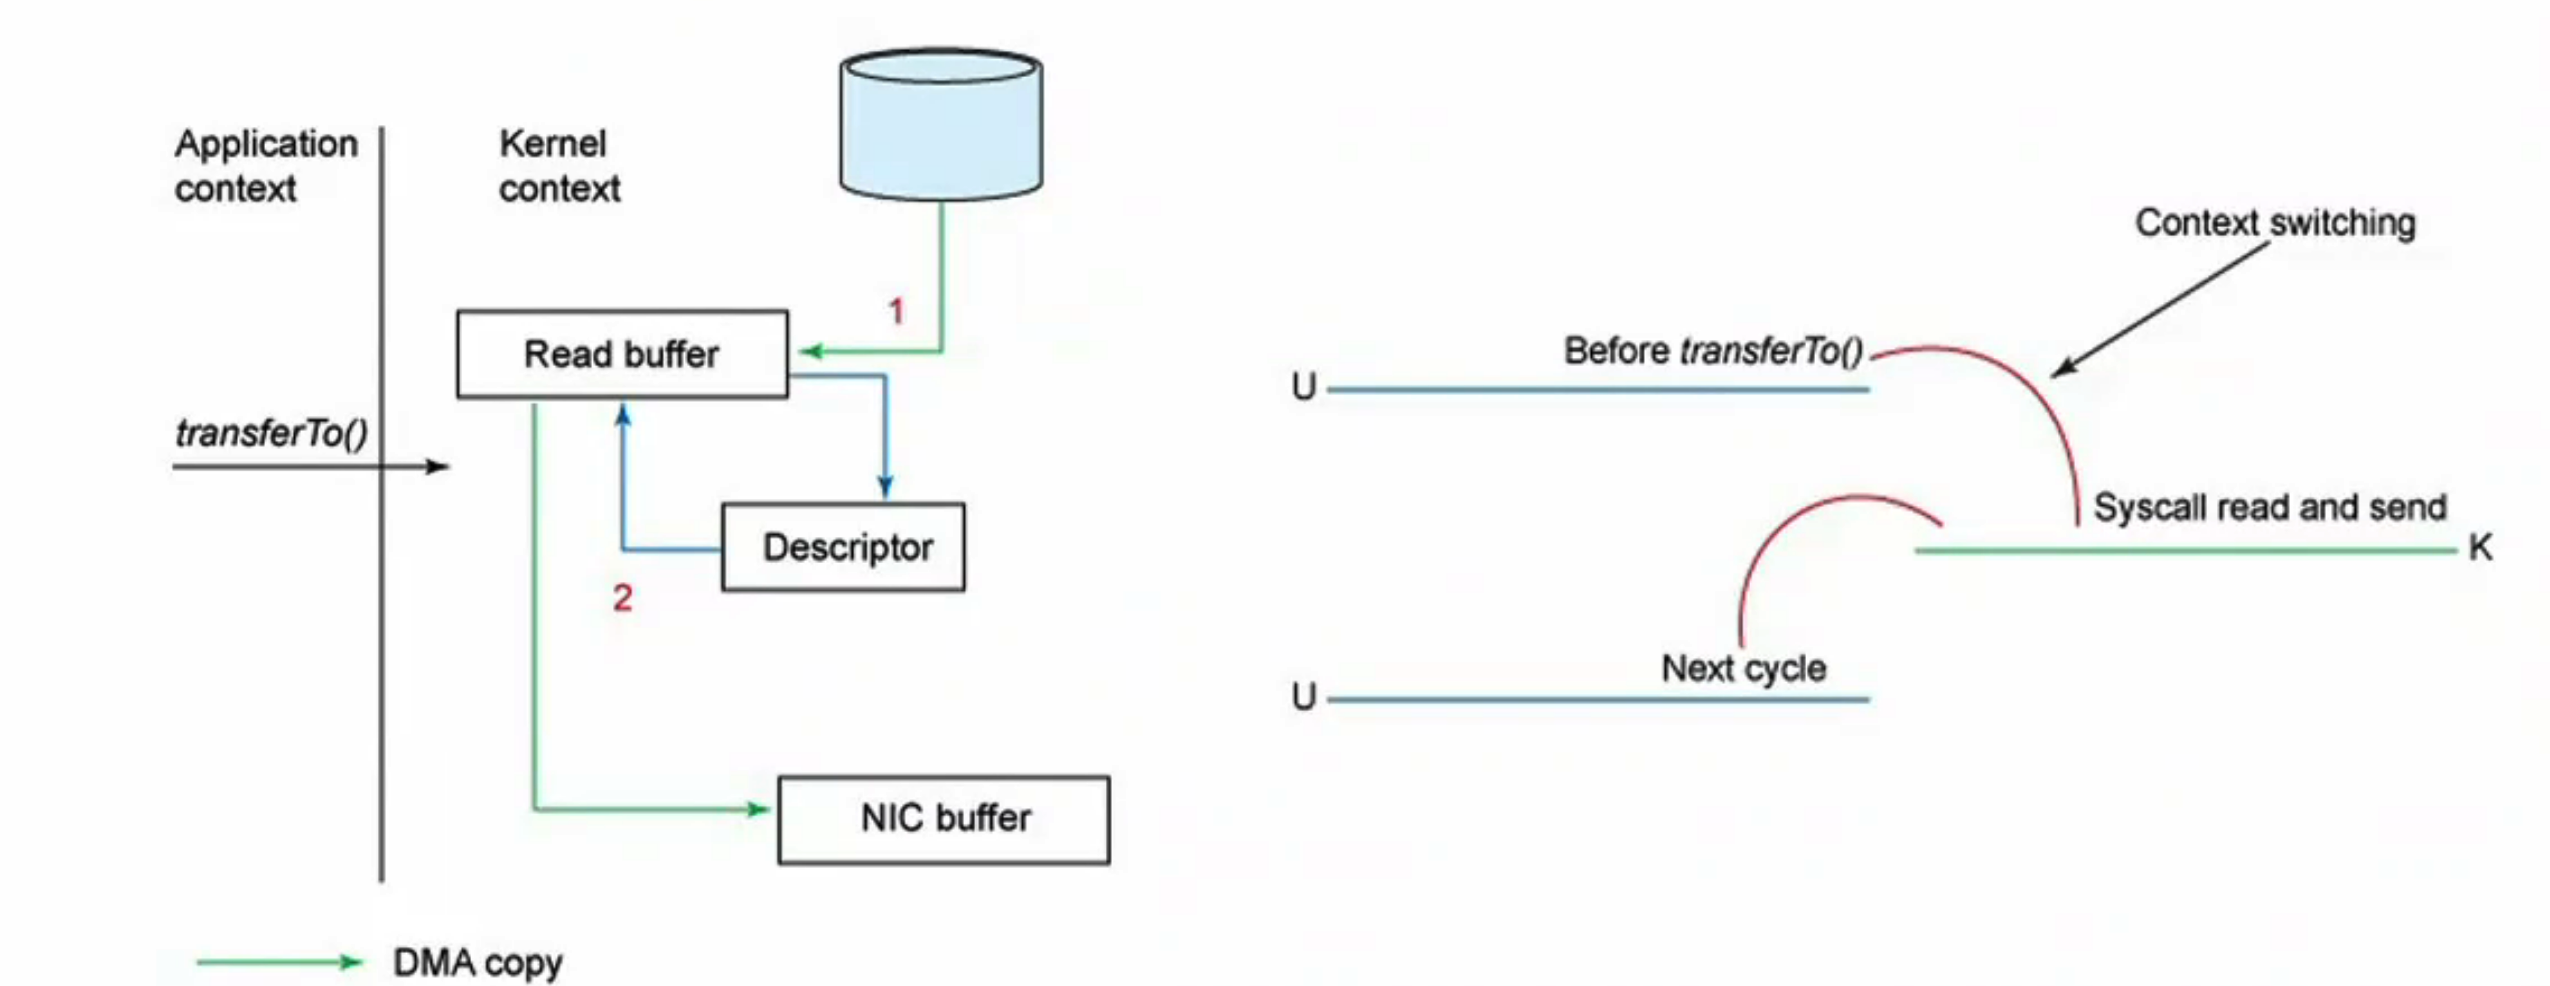 Application
context
Kernel
context
1
Read buffer
transferTo()
Descriptor
2
NIC buffer
DMA copy
Context switching
Before transferTo()
U
Syscall read and send
K
Next cycle
U